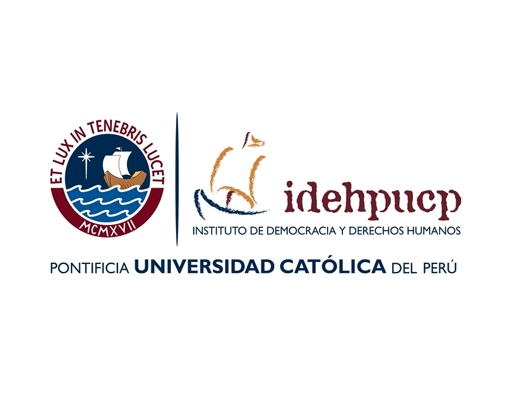 ET LUX IN TENEBRIS LUCET
MCMXVII
idehpucp
INSTITUTO DE DEMOCRACIA Y DERECHOS HUMANOS
PONTIFICIA UNIVERSIDAD CATÓLICA DEL PERÚ